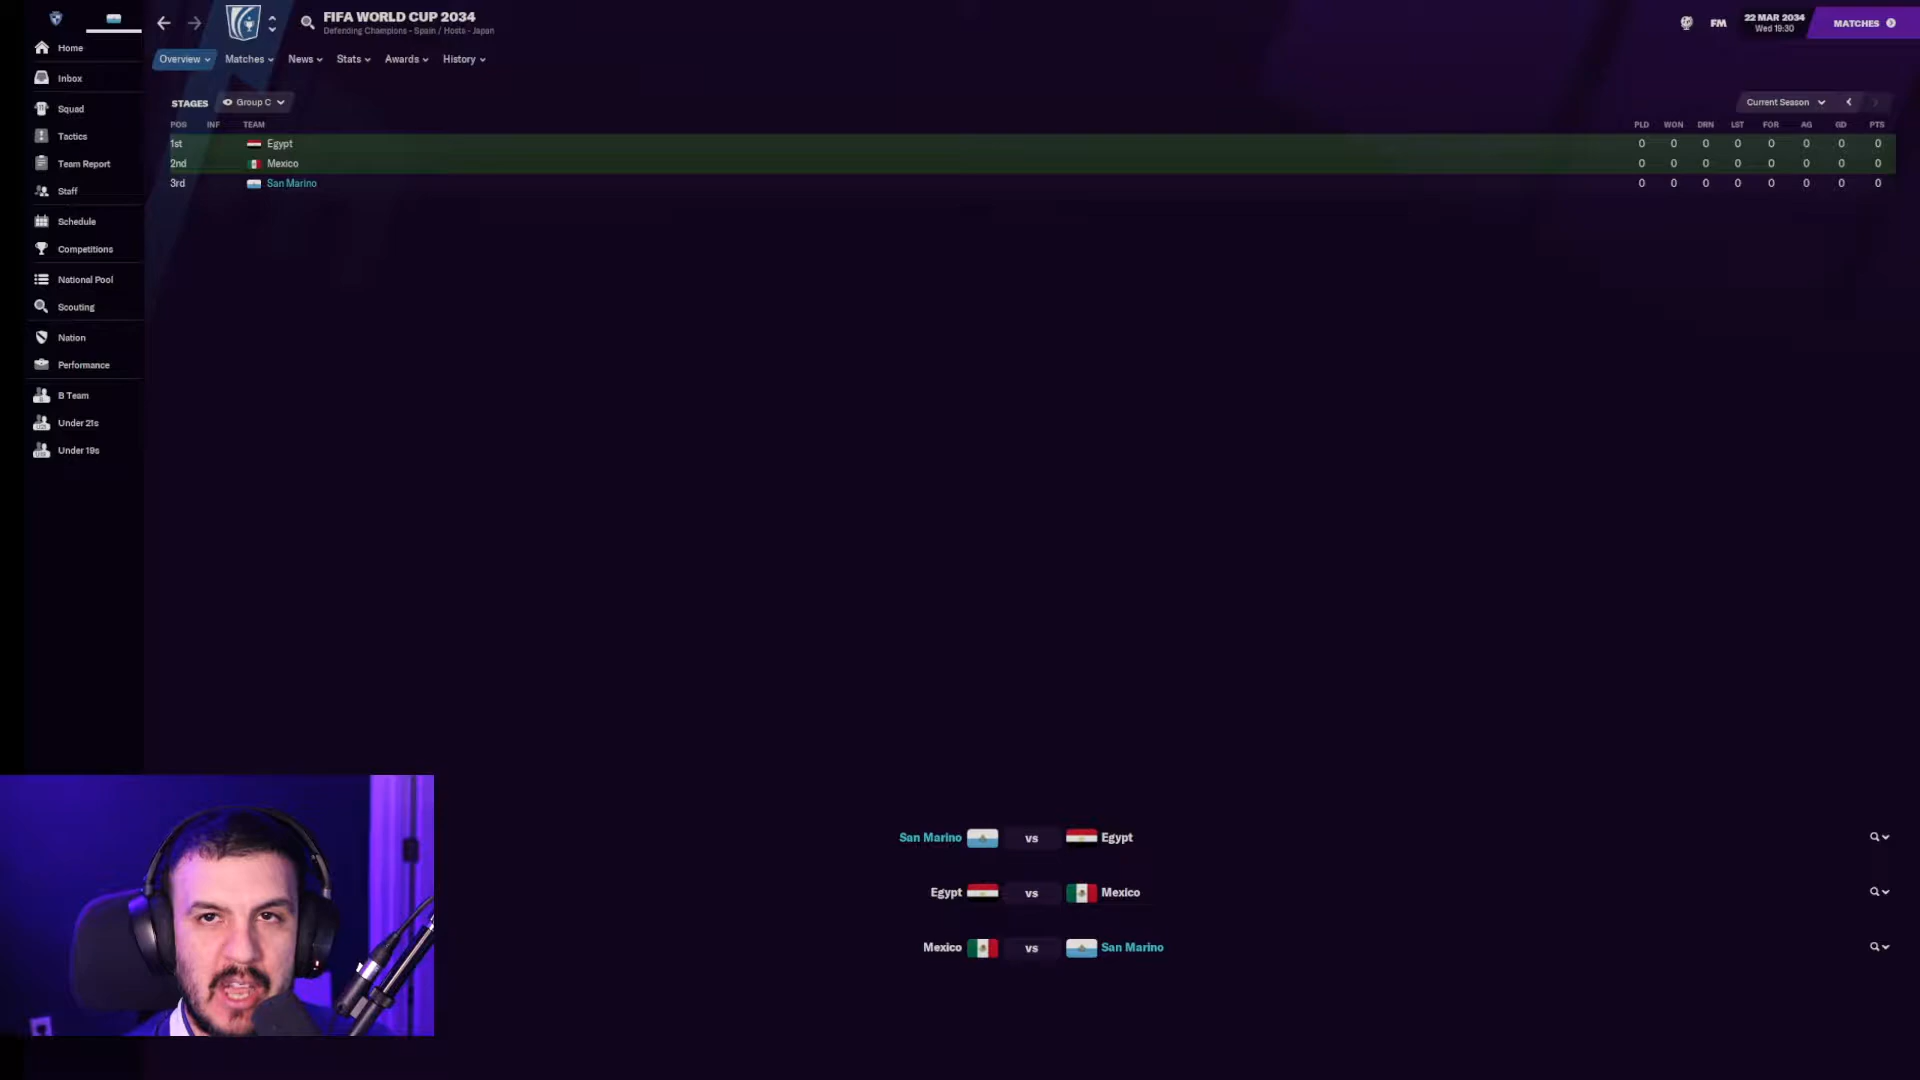 FIFA WORLD CUP 2034
Defending Champions - Spain / Hosts - Japan
FM
22 MAR 2034
Wed 19:30
MATCHES
Home
Inbox
Squad
Tactics
Team Report
Staff
Schedule
Competitions
National Pool
Scouting
Nation
Performance
B Team
Under 21s
Under 19s
Overview Matches News Stats Awards History
STAGES Group C Current Season
POS INF TEAM PLD WON DRN LST FOR AG GD PTS
1st Egypt 0 0 0 0 0 0 0 0
2nd Mexico 0 0 0 0 0 0 0 0
3rd San Marino 0 0 0 0 0 0 0 0
San Marino vs Egypt
Egypt vs Mexico
Mexico vs San Marino